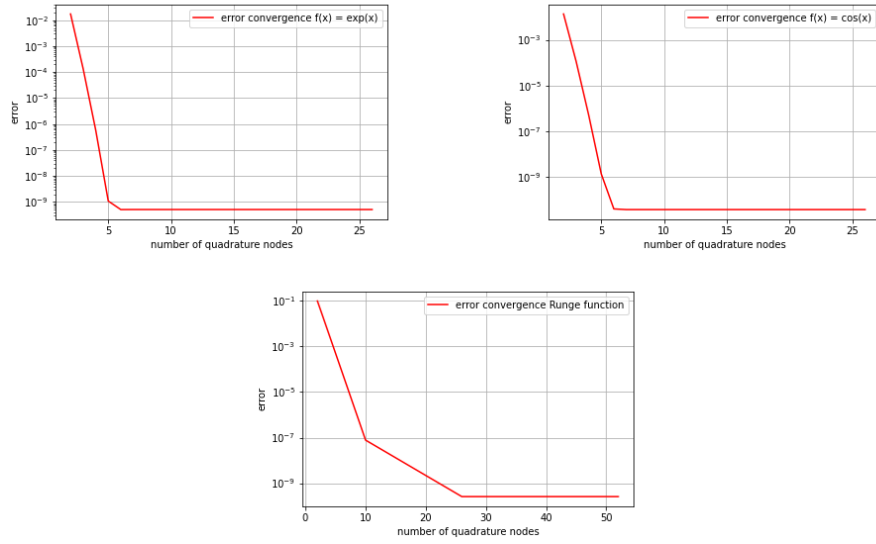 error convergence f(x) = exp(x)
error
10⁻²
10⁻³
10⁻⁴
10⁻⁵
10⁻⁶
10⁻⁷
10⁻⁸
10⁻⁹
5 10 15 20 25
number of quadrature nodes
error convergence f(x) = cos(x)
error
10⁻³
10⁻⁵
10⁻⁷
10⁻⁹
5 10 15 20 25
number of quadrature nodes
error convergence Runge function
error
10⁻¹
10⁻³
10⁻⁵
10⁻⁷
10⁻⁹
0 10 20 30 40 50
number of quadrature nodes